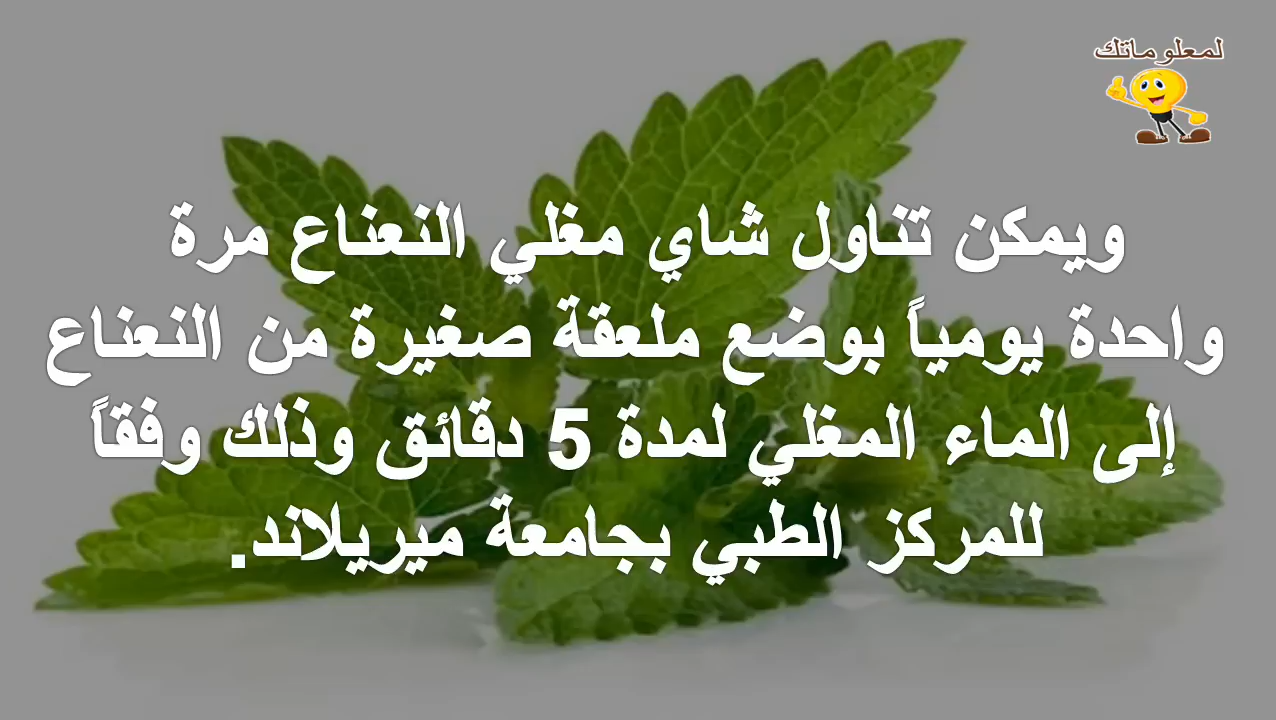 لمعلوماتك
ويمكن تناول شاي مغلي النعناع مرة
واحدة يومياً بوضع ملعقة صغيرة من النعناع
إلى الماء المغلي لمدة 5 دقائق وذلك وفقاً
للمركز الطبي بجامعة ميريلاند.